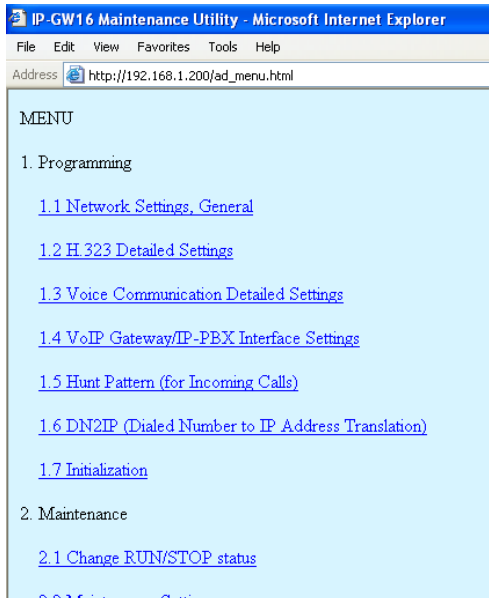 IP-GW16 Maintenance Utility - Microsoft Internet Explorer
File Edit View Favorites Tools Help
Address http://192.168.1.200/ad_menu.html
MENU
1. Programming
1.1 Network Settings, General
1.2 H.323 Detailed Settings
1.3 Voice Communication Detailed Settings
1.4 VoIP Gateway/IP-PBX Interface Settings
1.5 Hunt Pattern (for Incoming Calls)
1.6 DN2IP (Dialed Number to IP Address Translation)
1.7 Initialization
2. Maintenance
2.1 Change RUN/STOP status